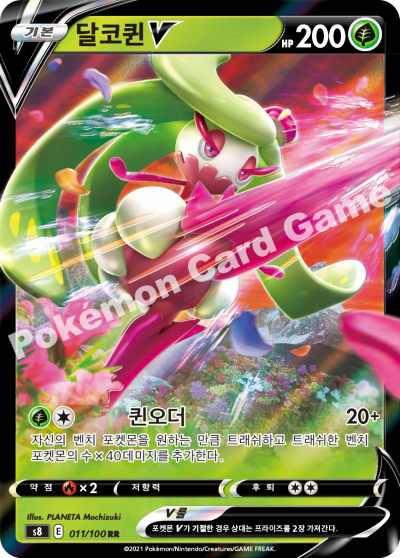 기본 달코퀸 V HP 200
Pokémon Card Game
퀸오더 20+
자신의 벤치 포켓몬을 원하는 만큼 트래쉬하고 트래쉬한 벤치
포켓몬의 수×40데미지를 추가한다.
약점 ×2 저항력 후퇴
Illus. PLANETA Mochizuki
V룰
s8 E 011/100 RR
포켓몬 V가 기절한 경우 상대는 프라이즈를 2장 가져간다.
©2021 Pokémon/Nintendo/Creatures/GAME FREAK.